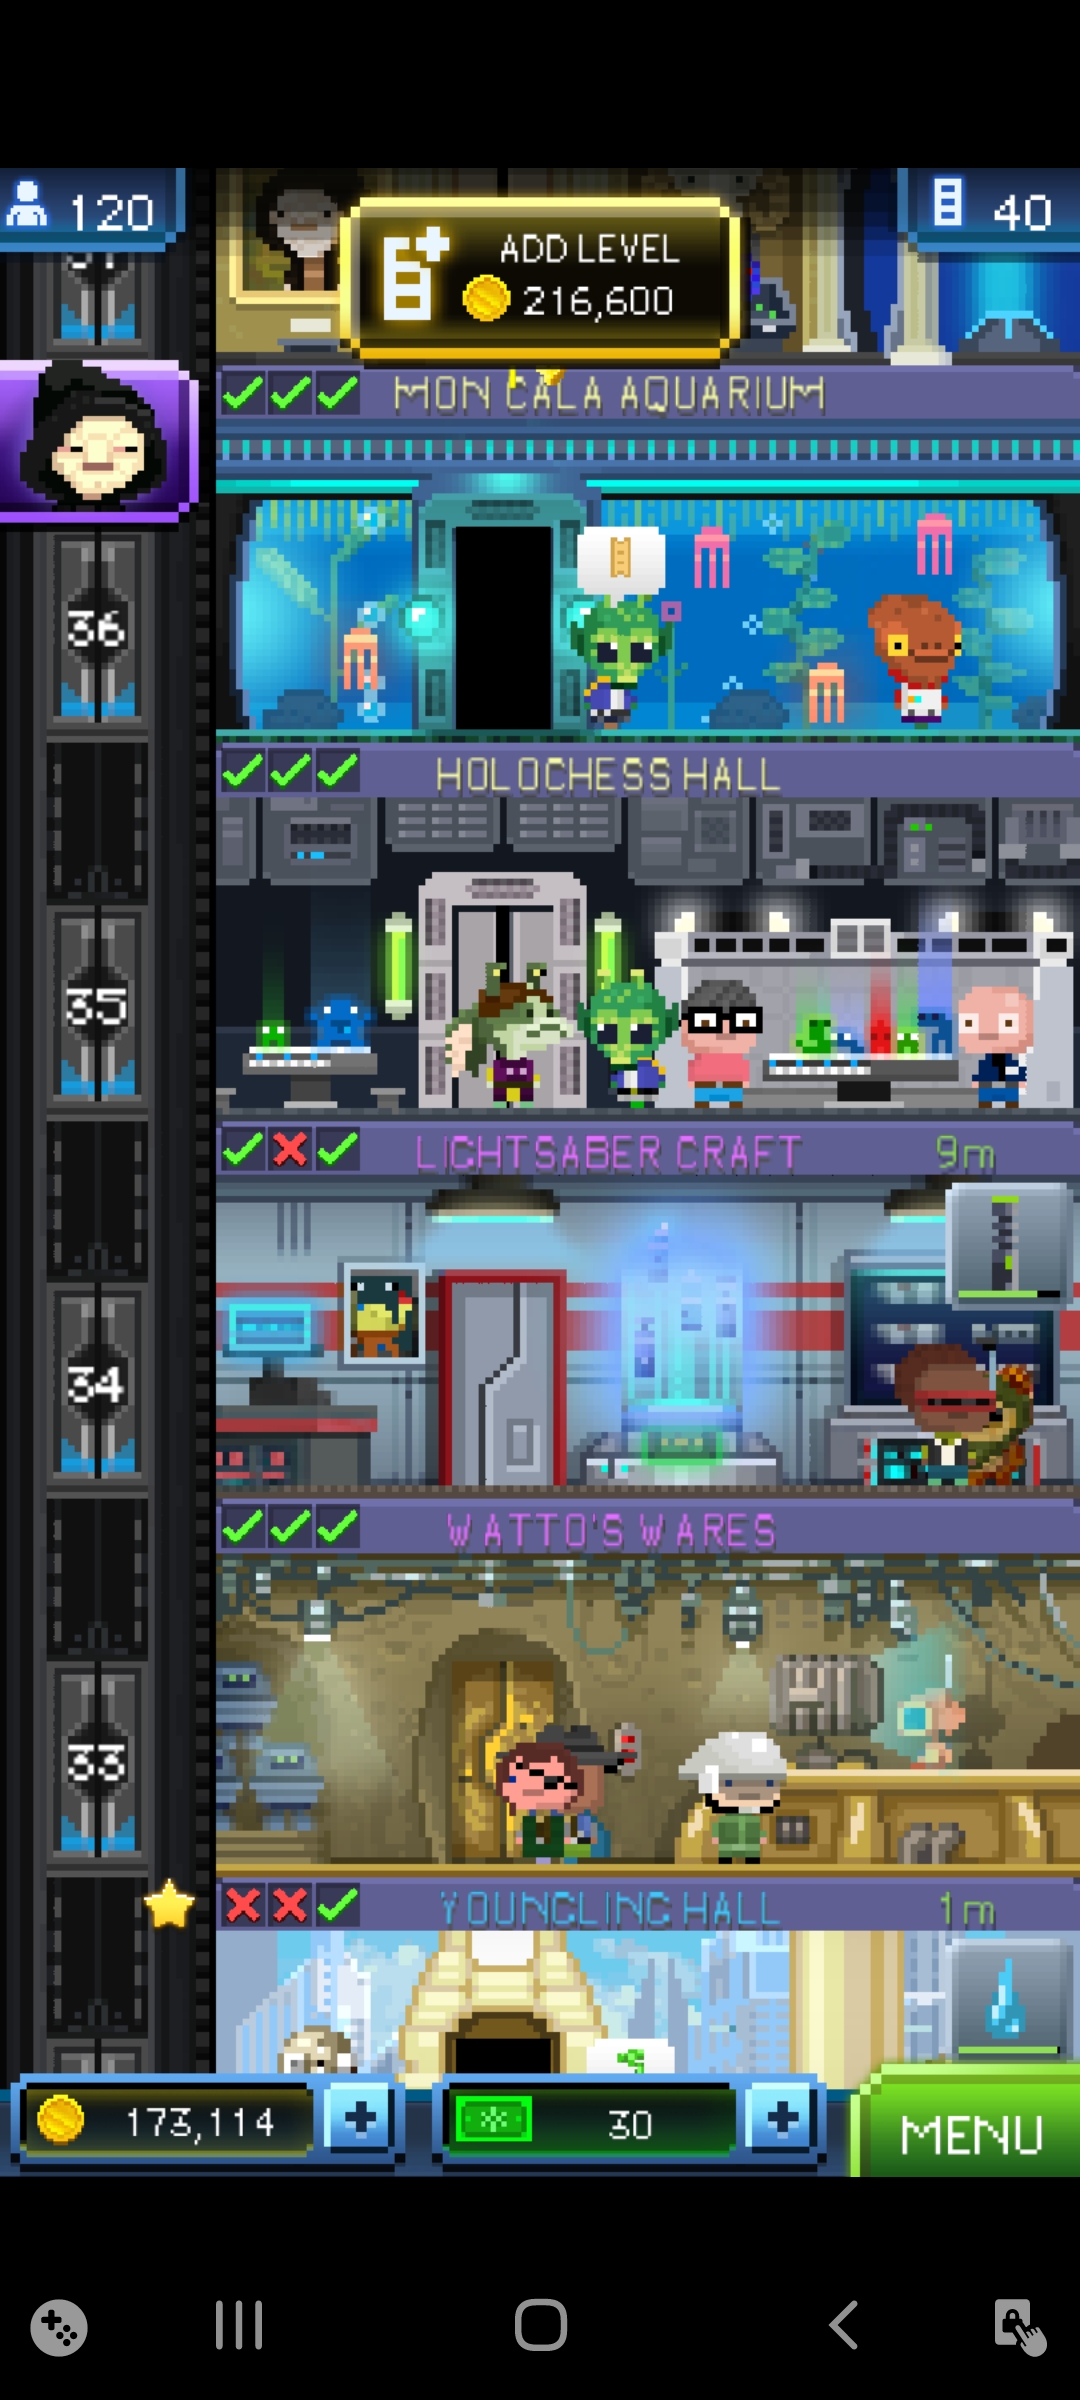 120
ADD LEVEL
216,600
40
MON CALA AQUARIUM
36
HOLOCHESS HALL
35
LIGHTSABER CRAFT 9m
34
WATTO'S WARES
33
YOUNGLING HALL 1m
173,114
30
MENU